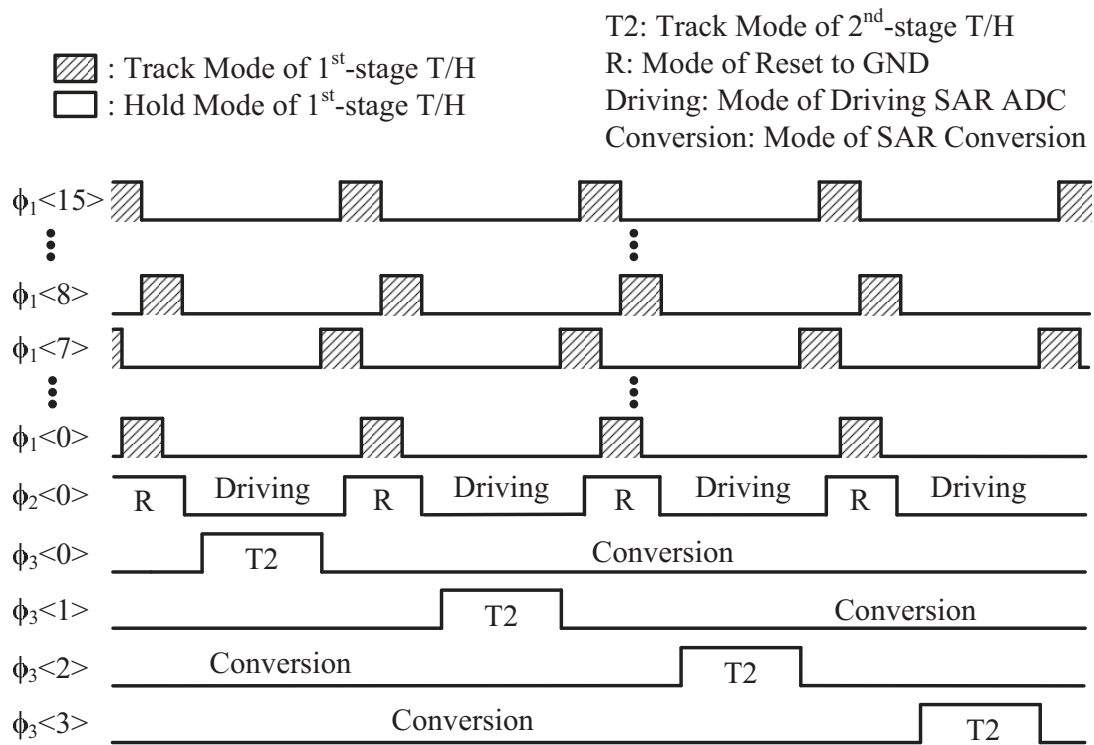 : Track Mode of 1st-stage T/H
: Hold Mode of 1st-stage T/H
T2: Track Mode of 2nd-stage T/H
R: Mode of Reset to GND
Driving: Mode of Driving SAR ADC
Conversion: Mode of SAR Conversion
ϕ1<15>
ϕ1<8>
ϕ1<7>
ϕ1<0>
ϕ2<0> R Driving R Driving R Driving R Driving
ϕ3<0> T2 Conversion
ϕ3<1> T2 Conversion
ϕ3<2> Conversion T2
ϕ3<3> Conversion T2